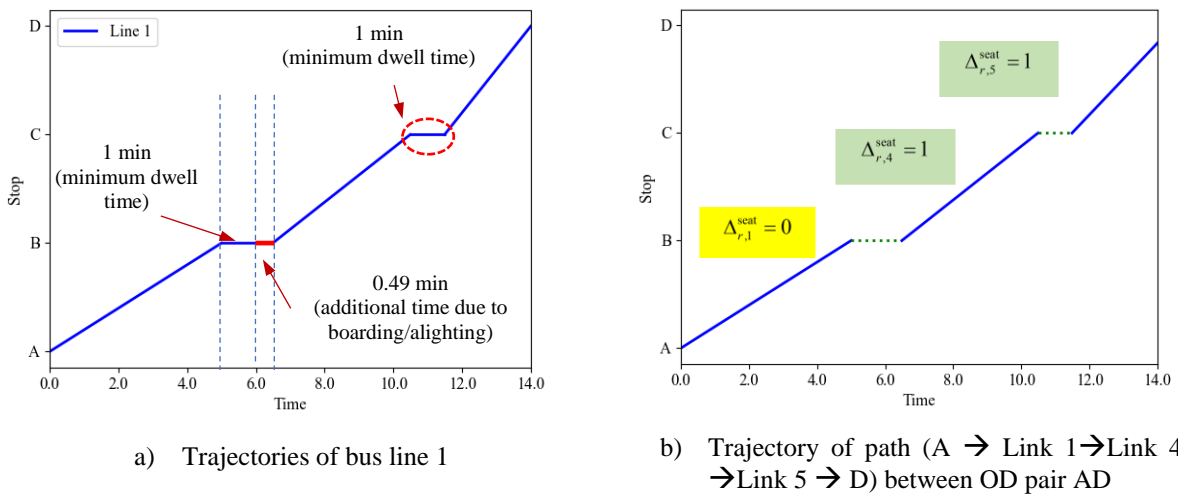 D
C
B
A
Stop
Line 1
1 min
(minimum dwell time)
1 min
(minimum dwell
time)
0.49 min
(additional time due to
boarding/alighting)
0.0 2.0 4.0 6.0 8.0 10.0 12.0 14.0
Time
a) Trajectories of bus line 1
D
C
B
A
Stop
Δ^seat_r,5 = 1
Δ^seat_r,4 = 1
Δ^seat_r,1 = 0
0.0 2.0 4.0 6.0 8.0 10.0 12.0 14.0
Time
b) Trajectory of path (A → Link 1→Link 4
→Link 5 → D) between OD pair AD